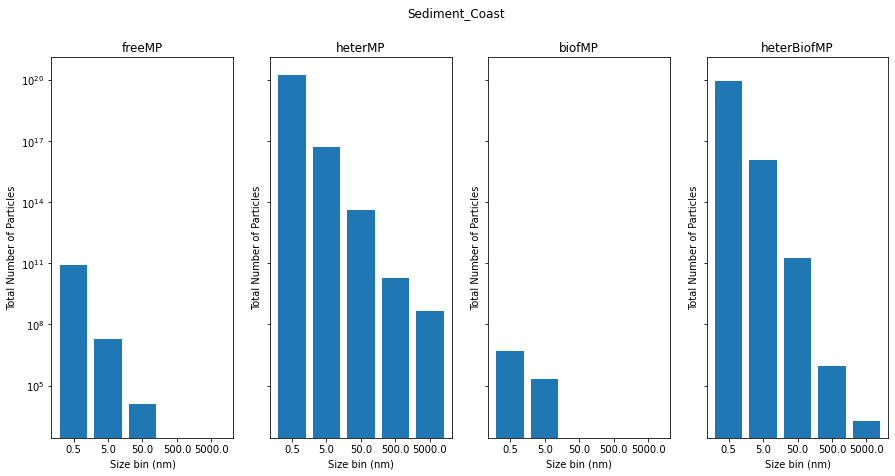 Sediment_Coast
freeMP
heterMP
biofMP
heterBiofMP
Total Number of Particles
10^20
10^17
10^14
10^11
10^8
10^5
0.5 5.0 50.0 500.0 5000.0
Size bin (nm)
Total Number of Particles
0.5 5.0 50.0 500.0 5000.0
Size bin (nm)
Total Number of Particles
0.5 5.0 50.0 500.0 5000.0
Size bin (nm)
Total Number of Particles
0.5 5.0 50.0 500.0 5000.0
Size bin (nm)